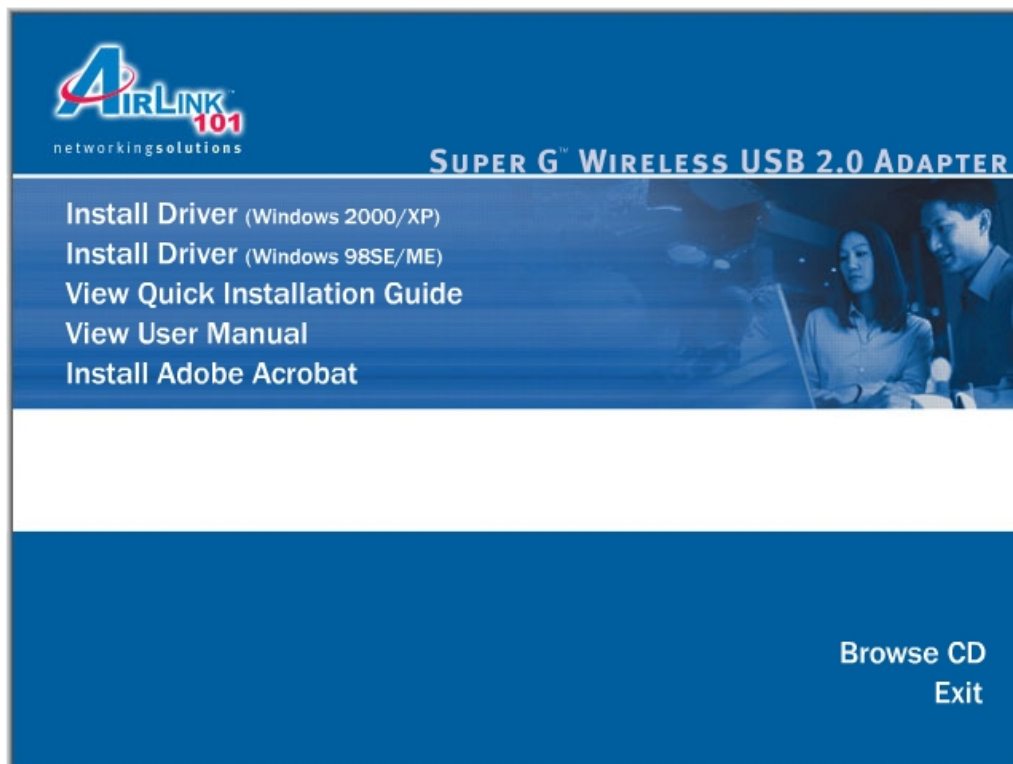 AIRLINK™
101
networkingsolutions
SUPER G™ WIRELESS USB 2.0 ADAPTER
Install Driver (Windows 2000/XP)
Install Driver (Windows 98SE/ME)
View Quick Installation Guide
View User Manual
Install Adobe Acrobat
Browse CD
Exit